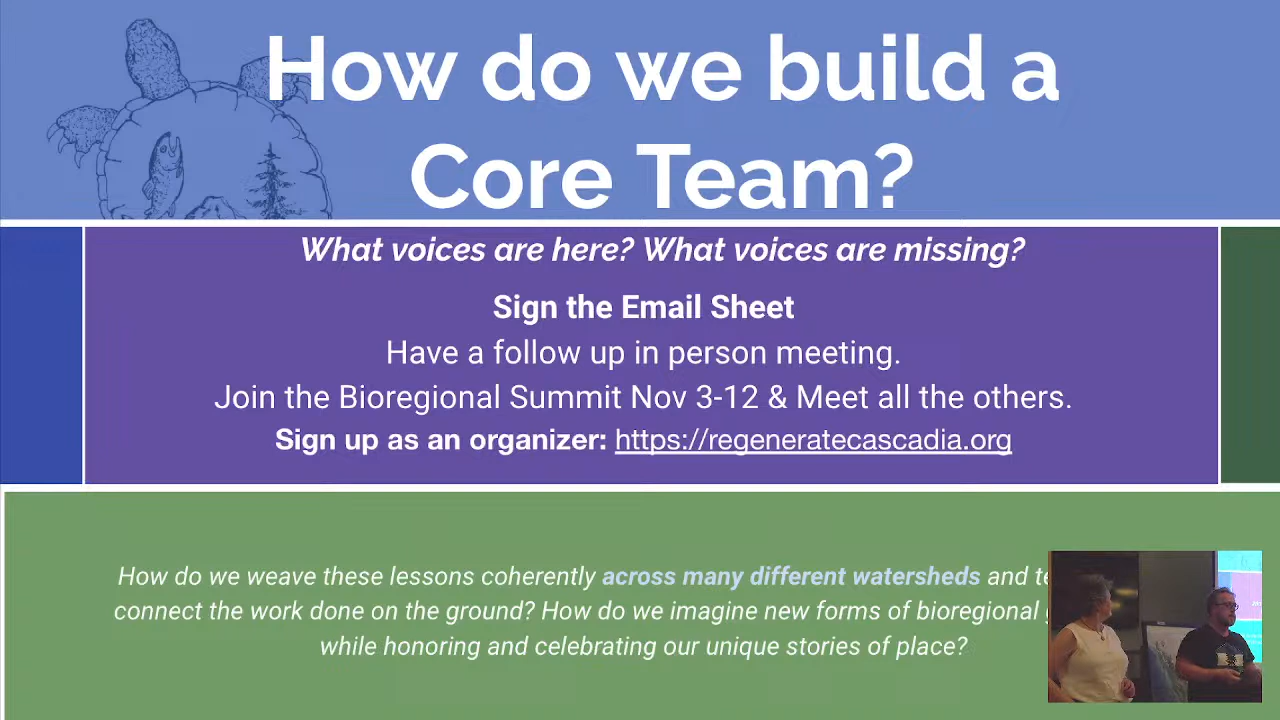 How do we build a
Core Team?
What voices are here? What voices are missing?
Sign the Email Sheet
Have a follow up in person meeting.
Join the Bioregional Summit Nov 3-12 & Meet all the others.
Sign up as an organizer: https://regeneratecascadia.org
How do we weave these lessons coherently across many different watersheds and
connect the work done on the ground? How do we imagine new forms of bioregional
while honoring and celebrating our unique stories of place?